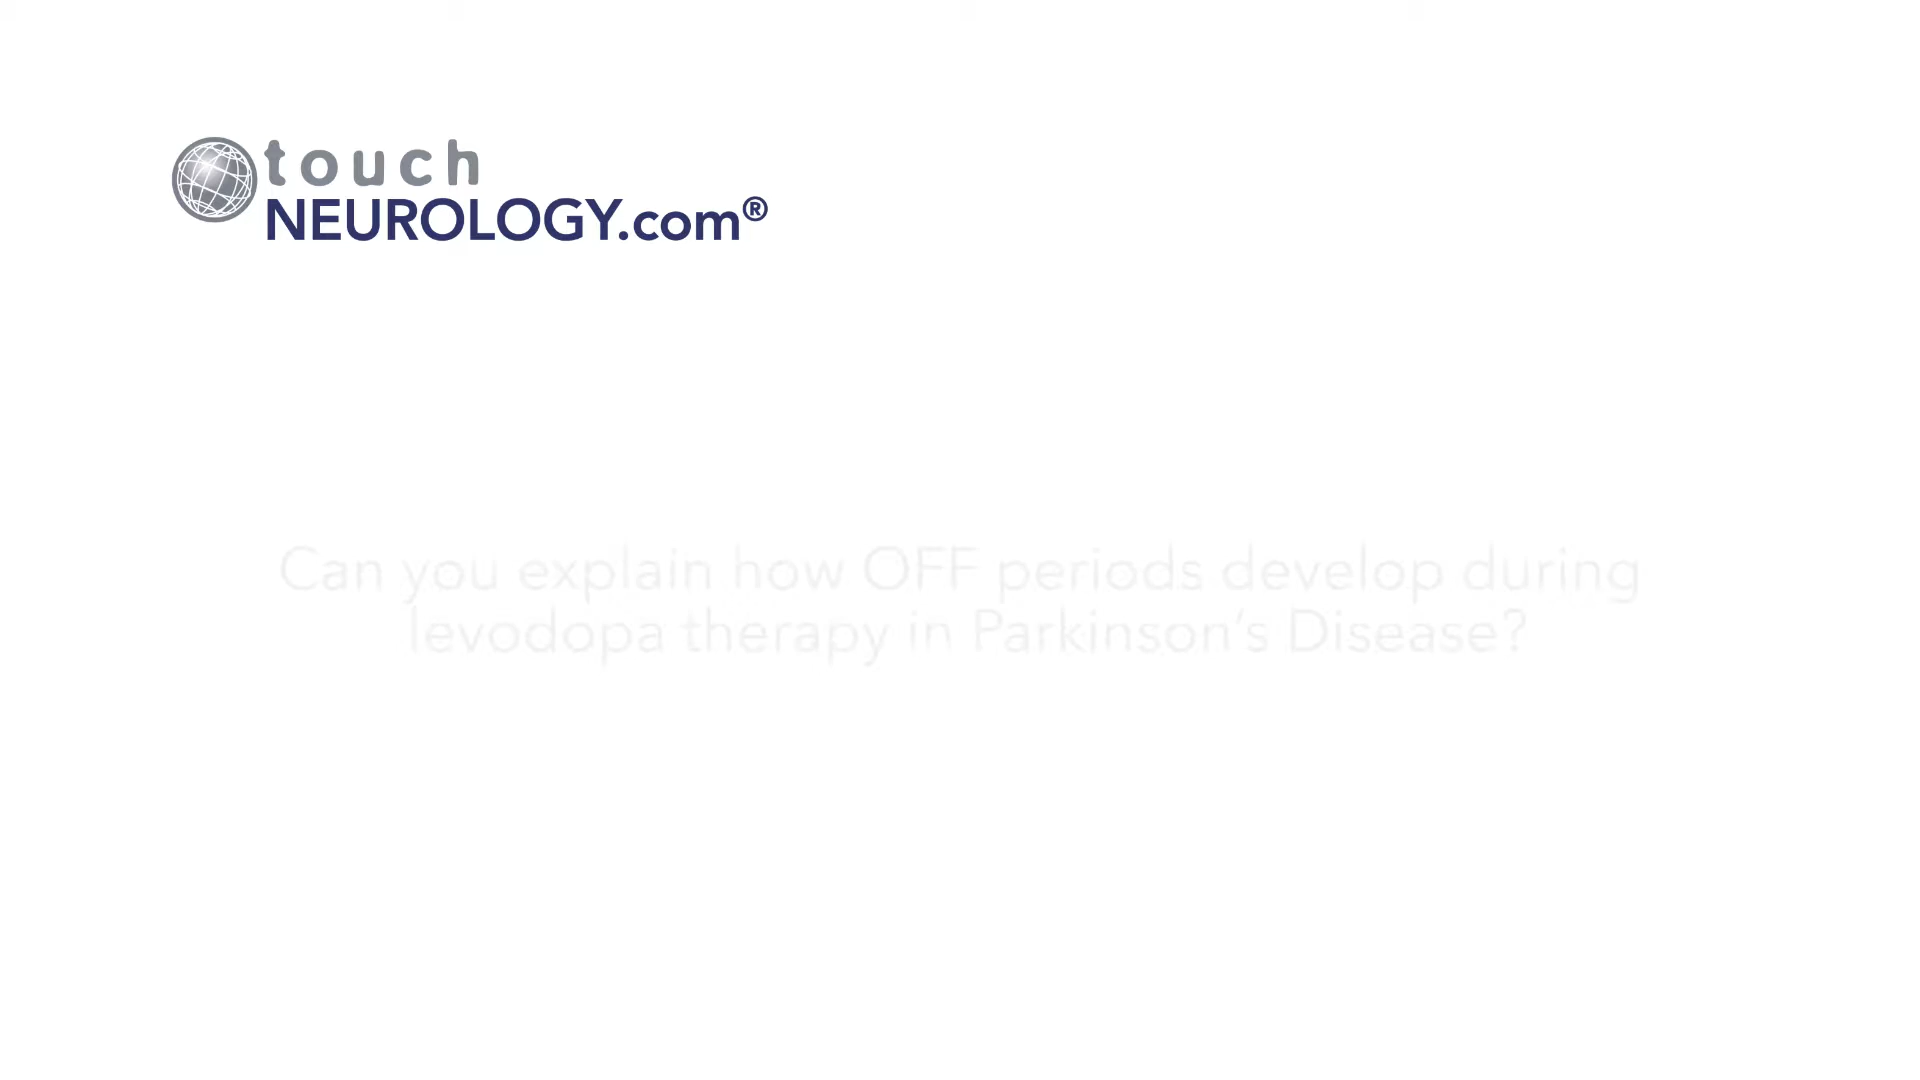 touch
NEUROLOGY.com®
Can you explain how OFF periods develop during
levodopa therapy in Parkinson’s Disease?